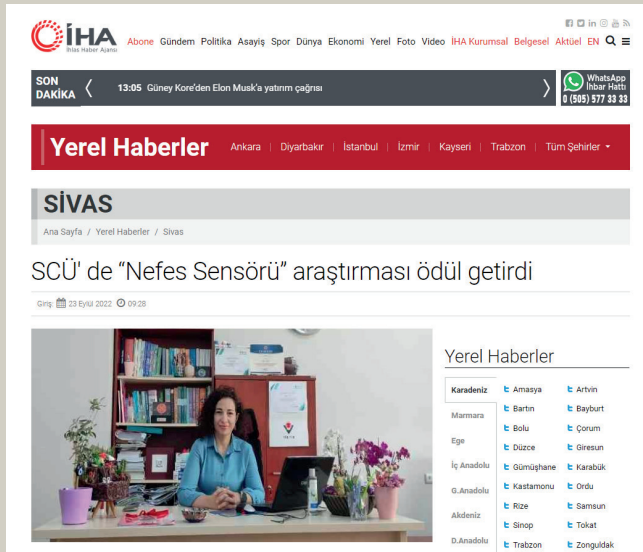 İHA
İhlas Haber Ajansı
Abone Gündem Politika Asayiş Spor Dünya Ekonomi Yerel Foto Video İHA Kurumsal Belgesel Aktüel EN
SON
DAKİKA
13:05 Güney Kore'den Elon Musk'a yatırım çağrısı
WhatsApp
İhbar Hattı
0 (505) 577 33 33
Yerel Haberler
Ankara | Diyarbakır | İstanbul | İzmir | Kayseri | Trabzon | Tüm Şehirler
SİVAS
Ana Sayfa / Yerel Haberler / Sivas
SCÜ' de “Nefes Sensörü” araştırması ödül getirdi
Giriş: 23 Eylül 2022 09:28
Yerel Haberler
Karadeniz
Marmara
Ege
İç Anadolu
G.Anadolu
Akdeniz
D.Anadolu
Amasya Artvin
Bartın Bayburt
Bolu Çorum
Düzce Giresun
Gümüşhane Karabük
Kastamonu Ordu
Rize Samsun
Sinop Tokat
Trabzon Zonguldak